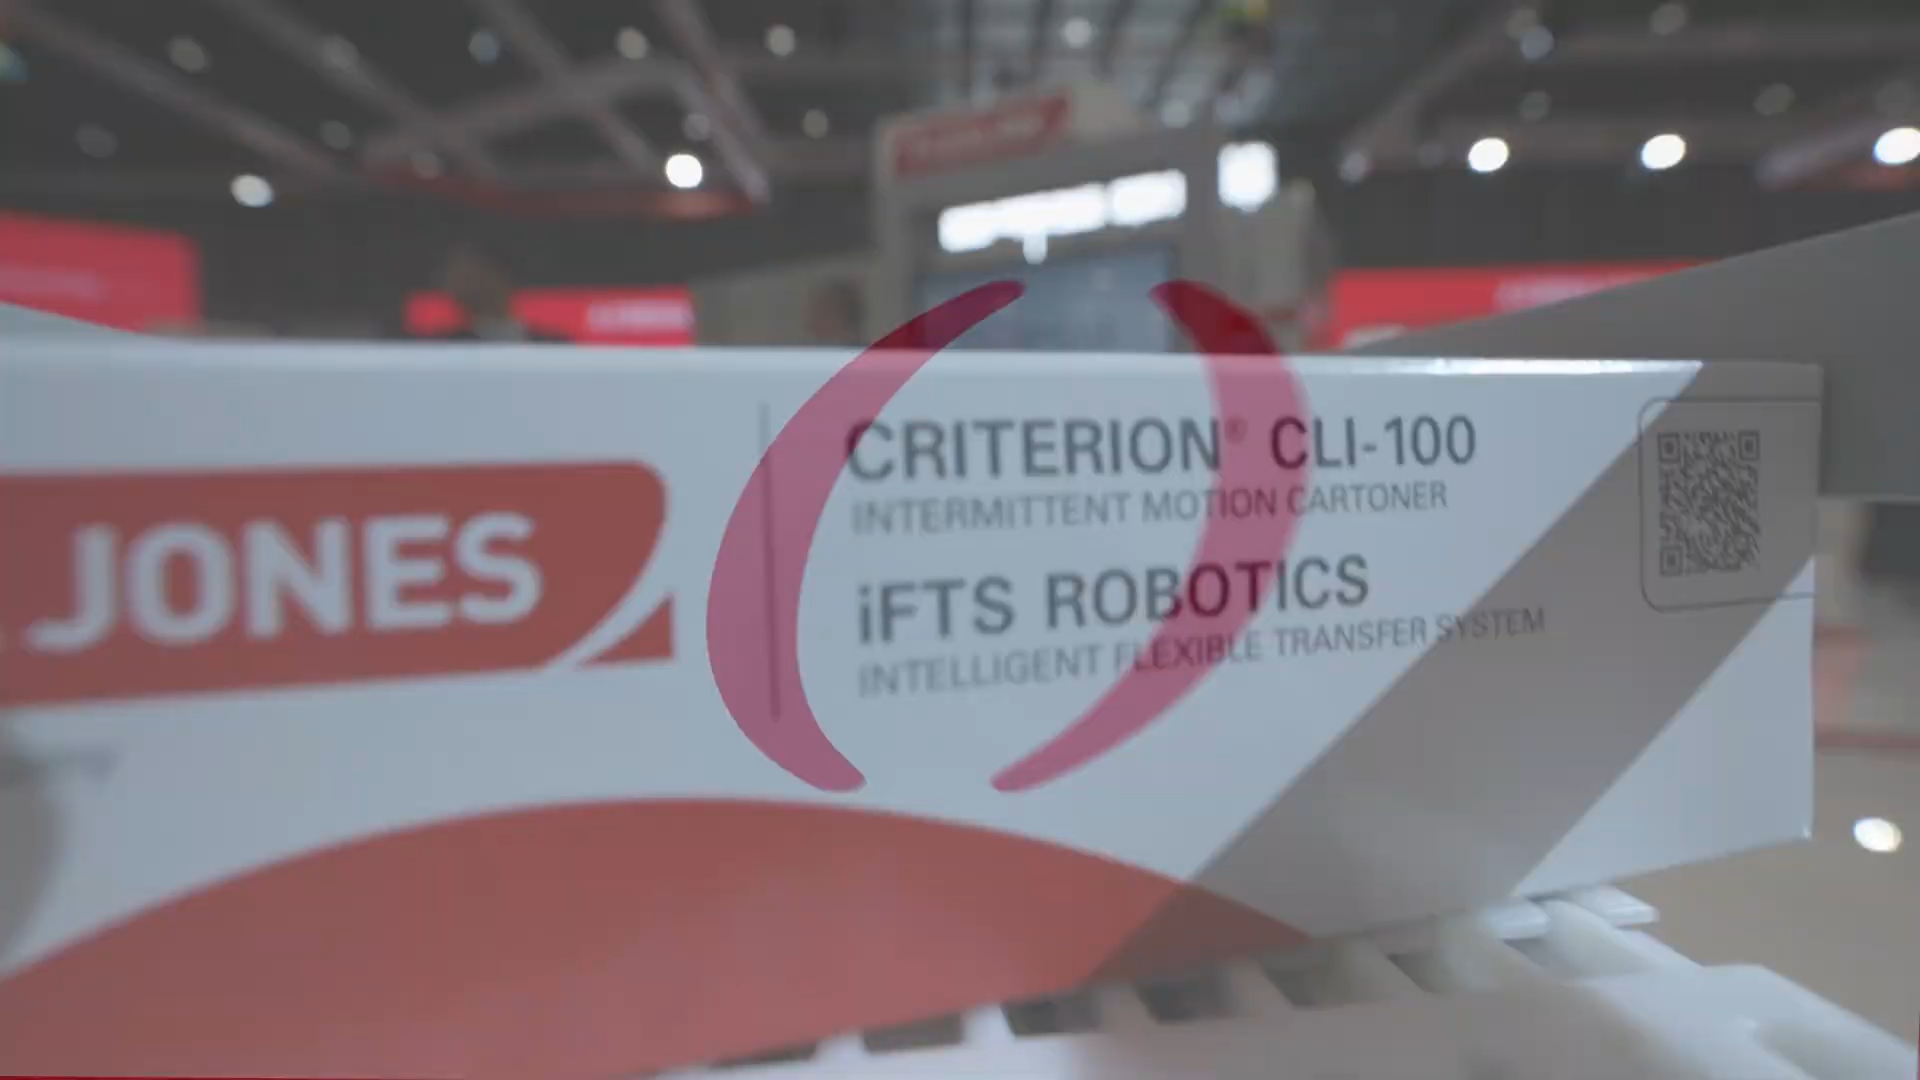 JONES
CRITERION® CLI-100
INTERMITTENT MOTION CARTONER
iFTS ROBOTICS
INTELLIGENT FLEXIBLE TRANSFER SYSTEM